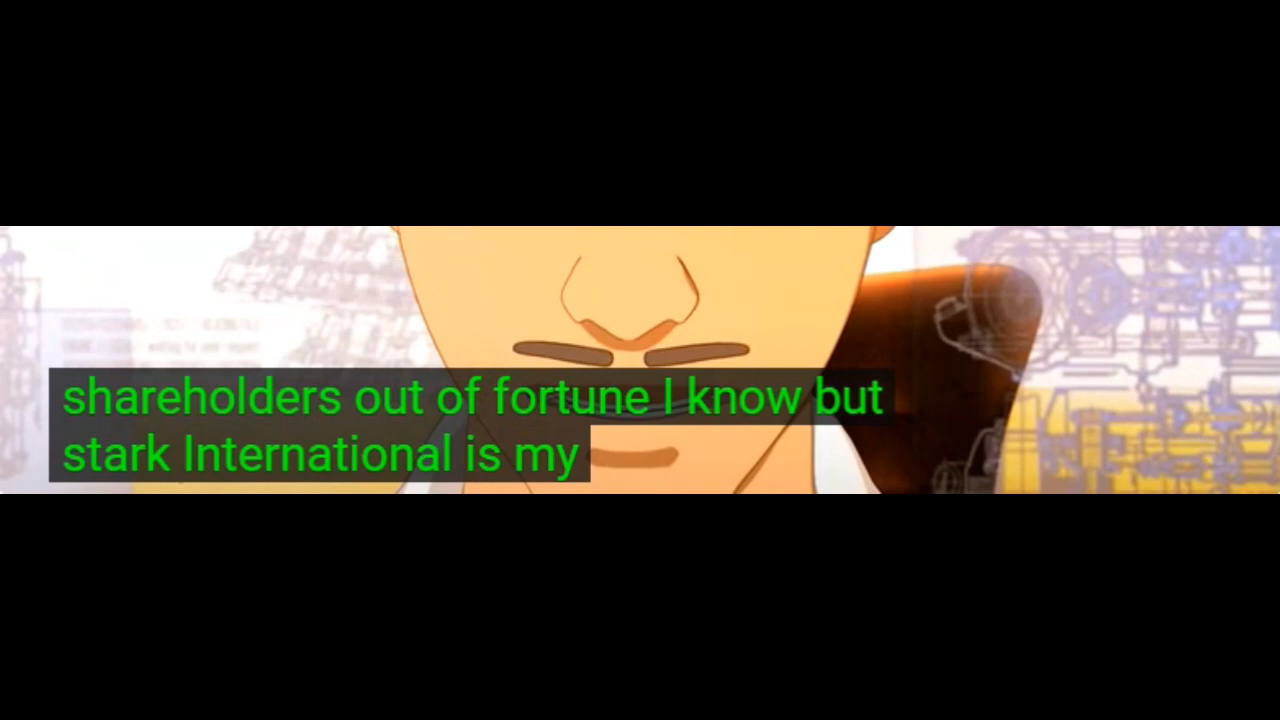 shareholders out of fortune I know but
stark International is my